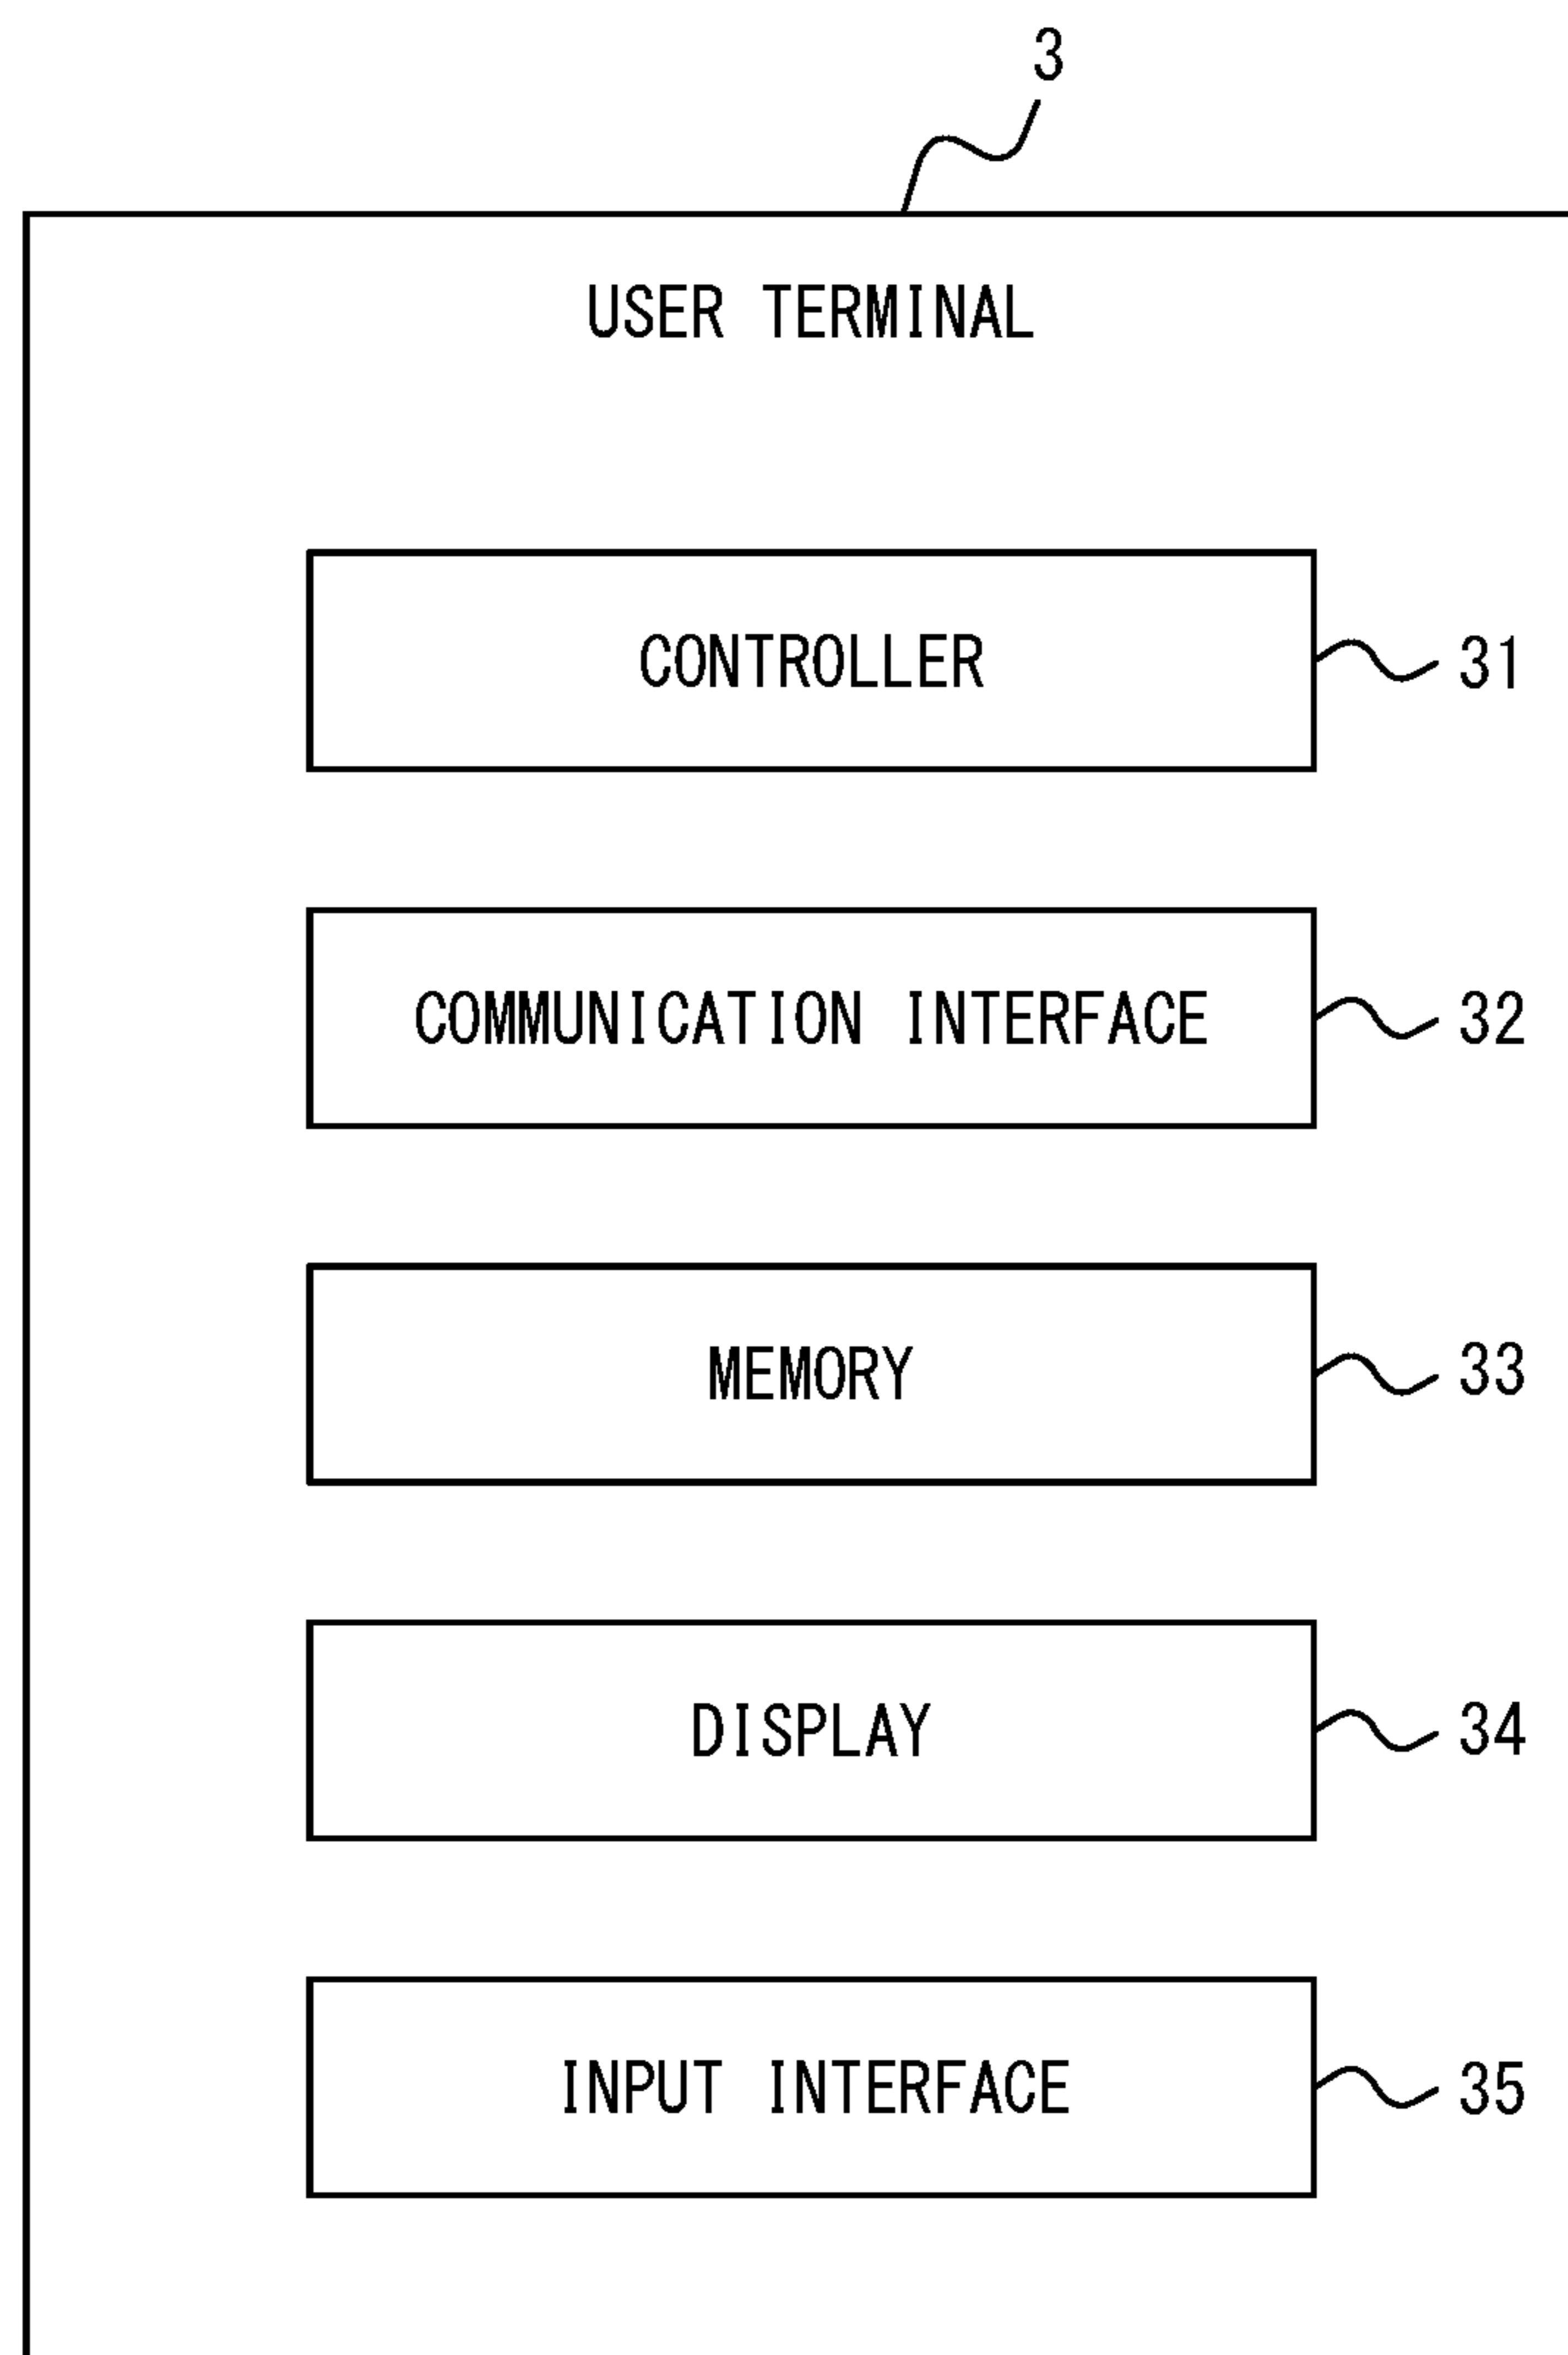 3
USER TERMINAL
CONTROLLER 31
COMMUNICATION INTERFACE 32
MEMORY 33
DISPLAY 34
INPUT INTERFACE 35